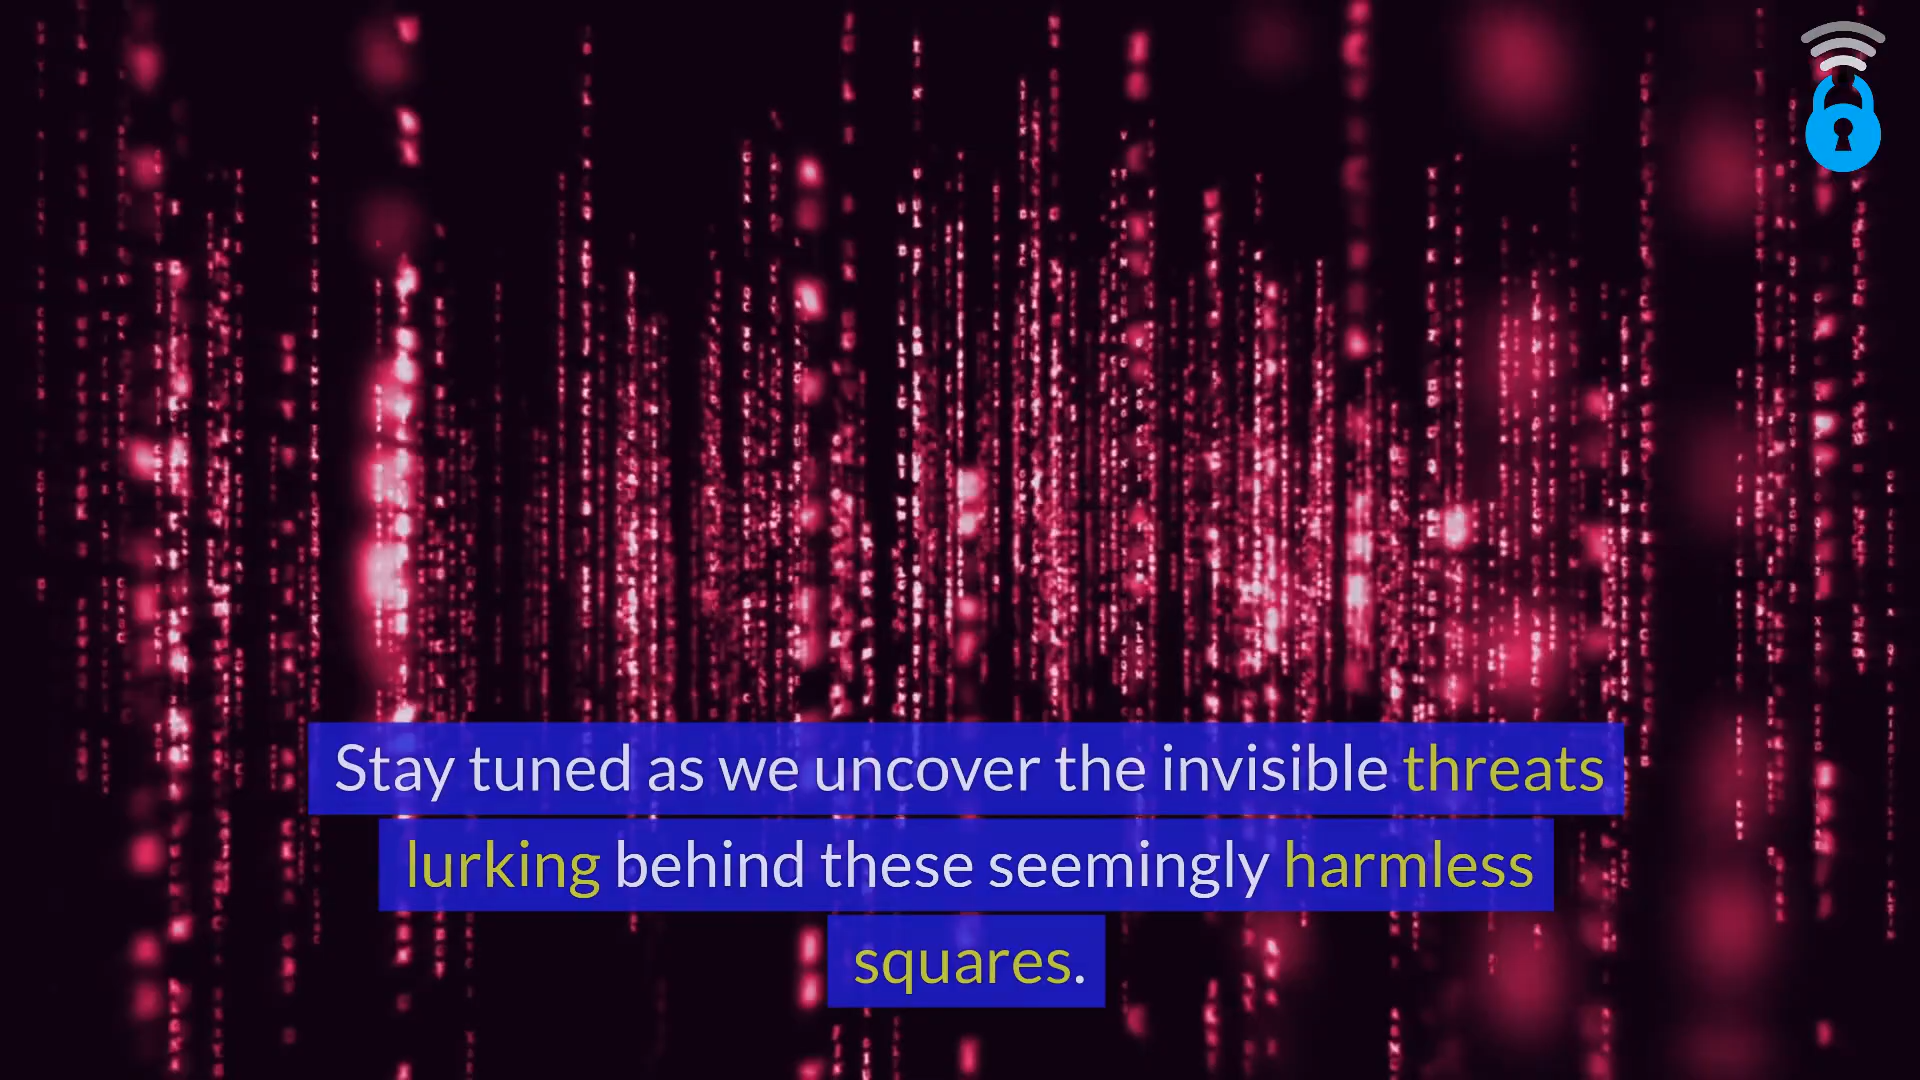 Stay tuned as we uncover the invisible threats
lurking behind these seemingly harmless
squares.